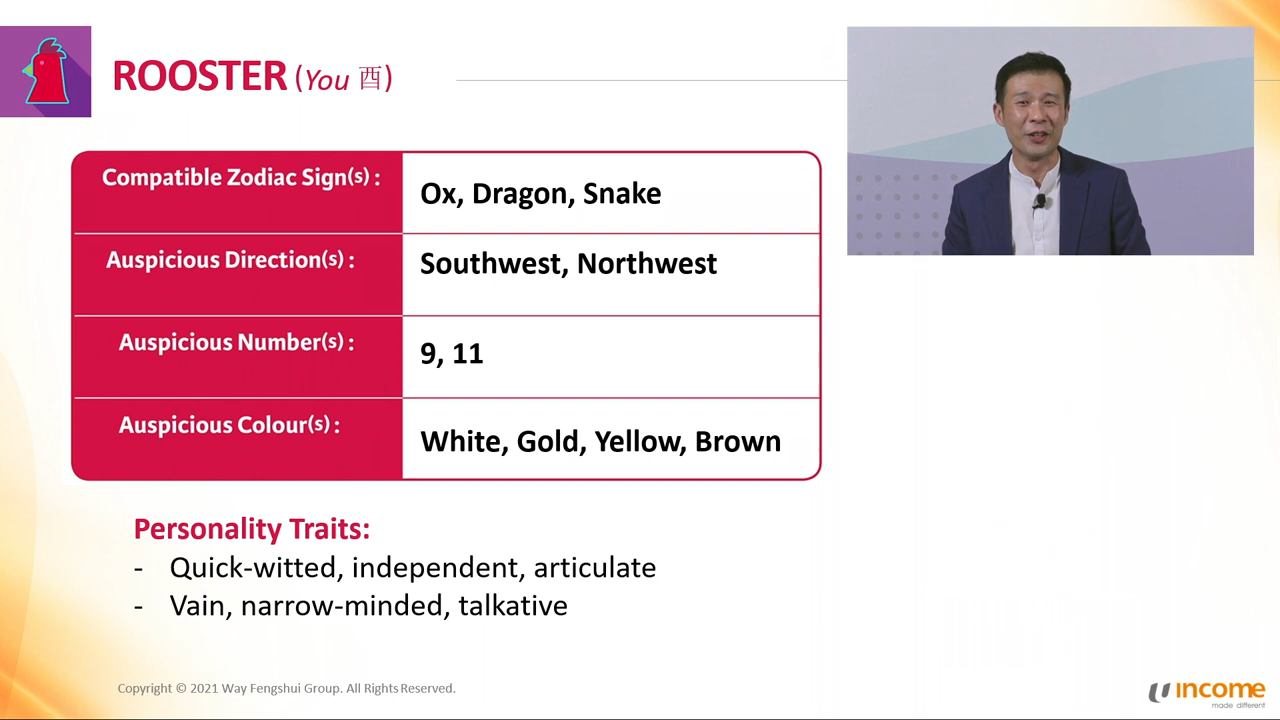 ROOSTER (You 酉)
Compatible Zodiac Sign(s) :
Ox, Dragon, Snake
Auspicious Direction(s) :
Southwest, Northwest
Auspicious Number(s) :
9, 11
Auspicious Colour(s) :
White, Gold, Yellow, Brown
Personality Traits:
- Quick-witted, independent, articulate
- Vain, narrow-minded, talkative
Copyright © 2021 Way Fengshui Group. All Rights Reserved.
income
made different